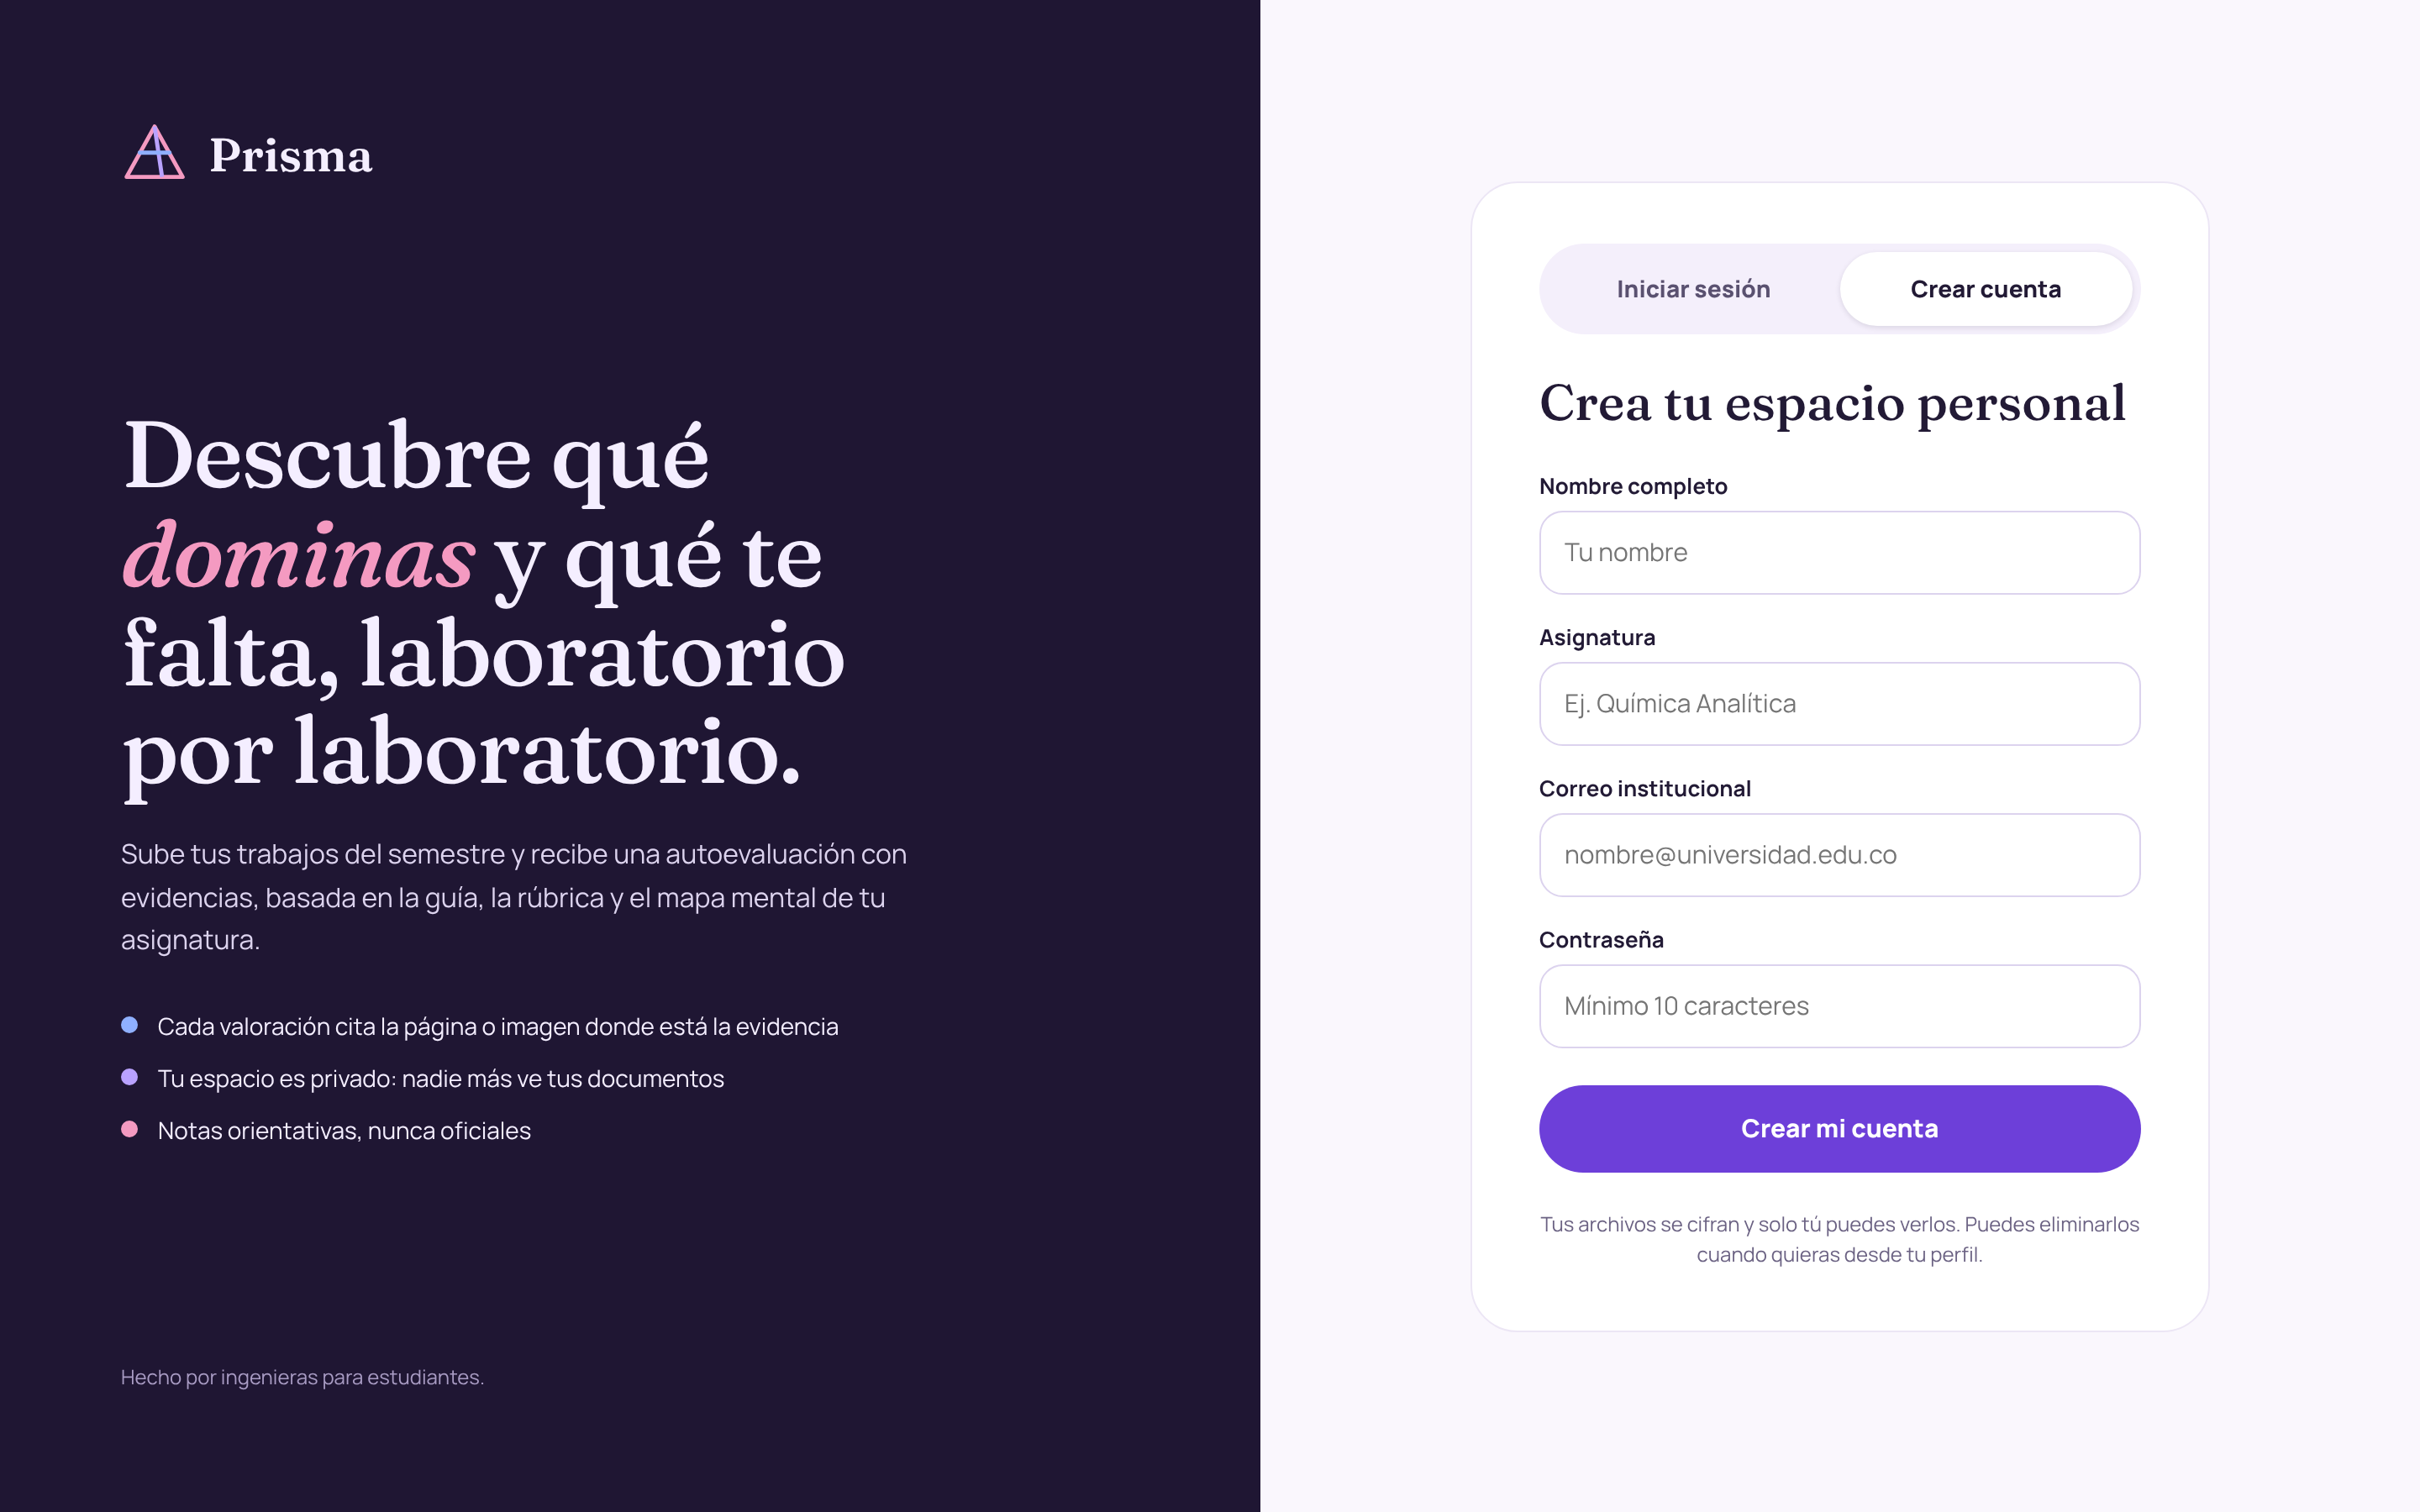 Prisma
Descubre qué
dominas y qué te
falta, laboratorio
por laboratorio.
Sube tus trabajos del semestre y recibe una autoevaluación con
evidencias, basada en la guía, la rúbrica y el mapa mental de tu
asignatura.
Cada valoración cita la página o imagen donde está la evidencia
Tu espacio es privado: nadie más ve tus documentos
Notas orientativas, nunca oficiales
Hecho por ingenieras para estudiantes.
Iniciar sesión
Crear cuenta
Crea tu espacio personal
Nombre completo
Tu nombre
Asignatura
Ej. Química Analítica
Correo institucional
nombre@universidad.edu.co
Contraseña
Mínimo 10 caracteres
Crear mi cuenta
Tus archivos se cifran y solo tú puedes verlos. Puedes eliminarlos
cuando quieras desde tu perfil.